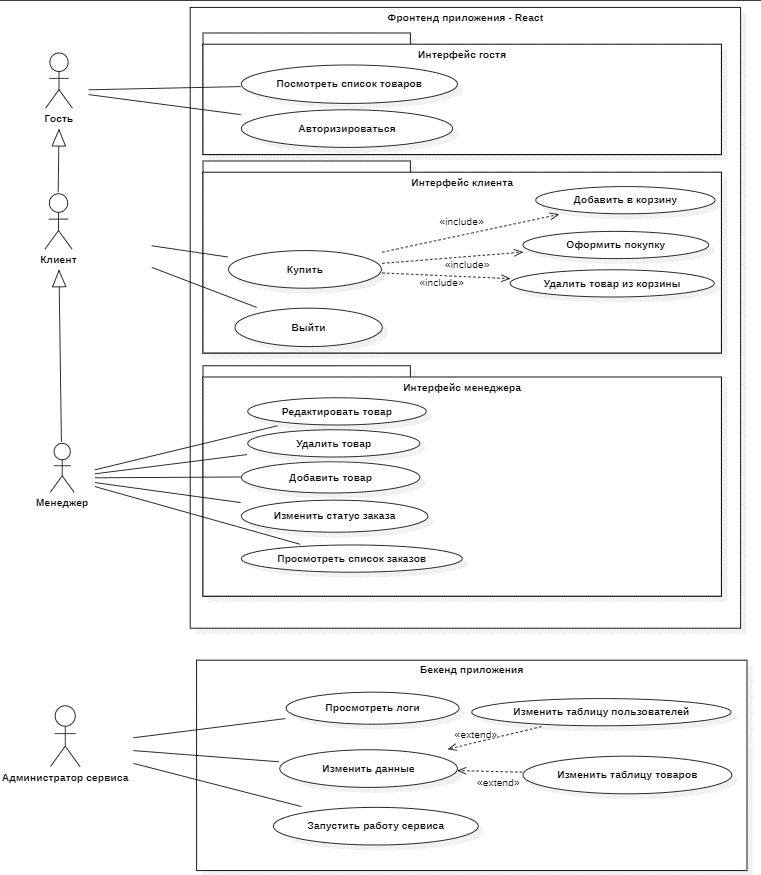 Фронтенд приложения - React
Интерфейс гостя
Посмотреть список товаров
Авторизироваться
Гость
Интерфейс клиента
Добавить в корзину
«include»
Оформить покупку
Клиент
Купить
«include»
Удалить товар из корзины
«include»
Выйти
Интерфейс менеджера
Редактировать товар
Удалить товар
Добавить товар
Менеджер
Изменить статус заказа
Просмотреть список заказов
Бекенд приложения
Просмотреть логи
Изменить таблицу пользователей
«extend»
Изменить данные
Изменить таблицу товаров
Администратор сервиса
«extend»
Запустить работу сервиса